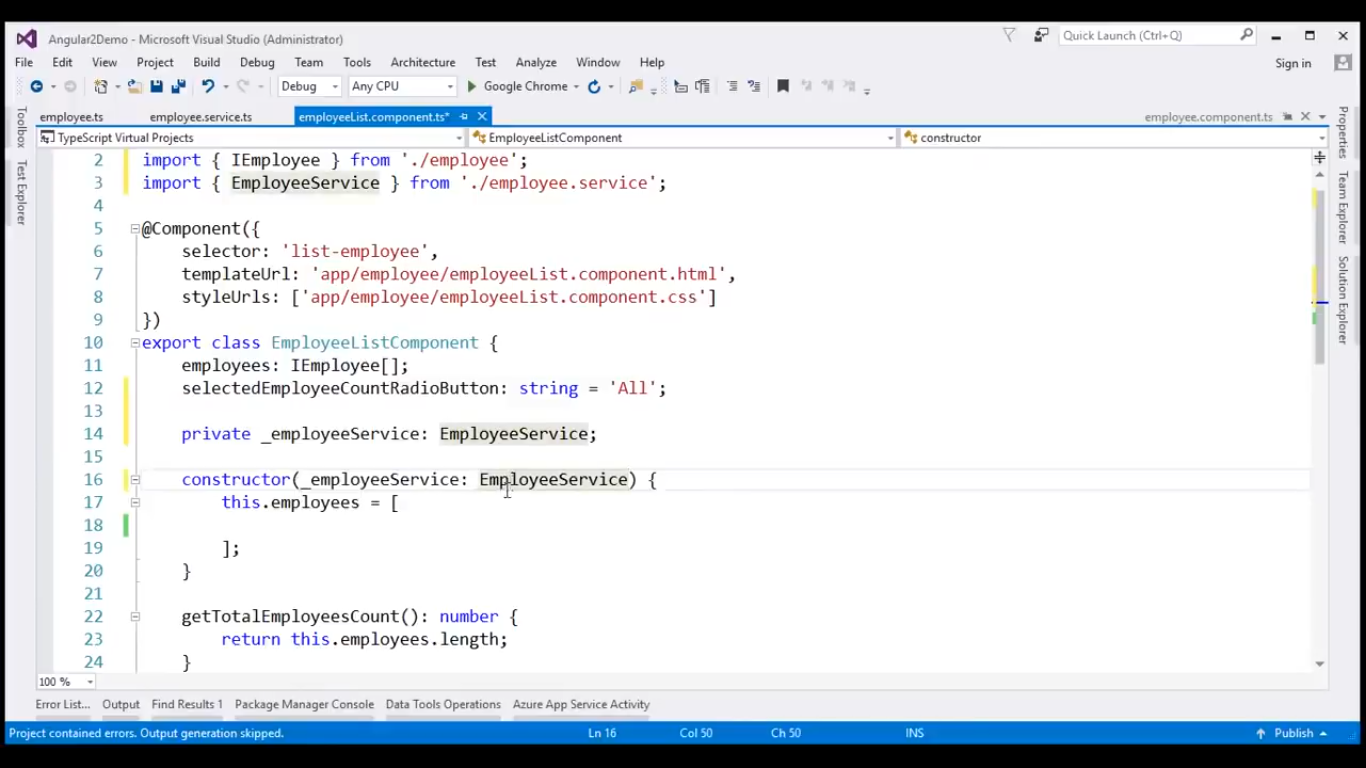 Angular2Demo - Microsoft Visual Studio (Administrator)
Quick Launch (Ctrl+Q)
File Edit View Project Build Debug Team Tools Architecture Test Analyze Window Help
Sign in
Debug Any CPU Google Chrome
employee.ts employee.service.ts employeeList.component.ts* employee.component.ts
TypeScript Virtual Projects EmployeeListComponent constructor
Toolbox
Test Explorer
Properties
Team Explorer
Solution Explorer
2 import { IEmployee } from './employee';
3 import { EmployeeService } from './employee.service';
4
5 @Component({
6 selector: 'list-employee',
7 templateUrl: 'app/employee/employeeList.component.html',
8 styleUrls: ['app/employee/employeeList.component.css']
9 })
10 export class EmployeeListComponent {
11 employees: IEmployee[];
12 selectedEmployeeCountRadioButton: string = 'All';
13
14 private _employeeService: EmployeeService;
15
16 constructor(_employeeService: EmployeeService) {
17 this.employees = [
18
19 ];
20 }
21
22 getTotalEmployeesCount(): number {
23 return this.employees.length;
24 }
100 %
Error List... Output Find Results 1 Package Manager Console Data Tools Operations Azure App Service Activity
Project contained errors. Output generation skipped. Ln 16 Col 50 Ch 50 INS Publish